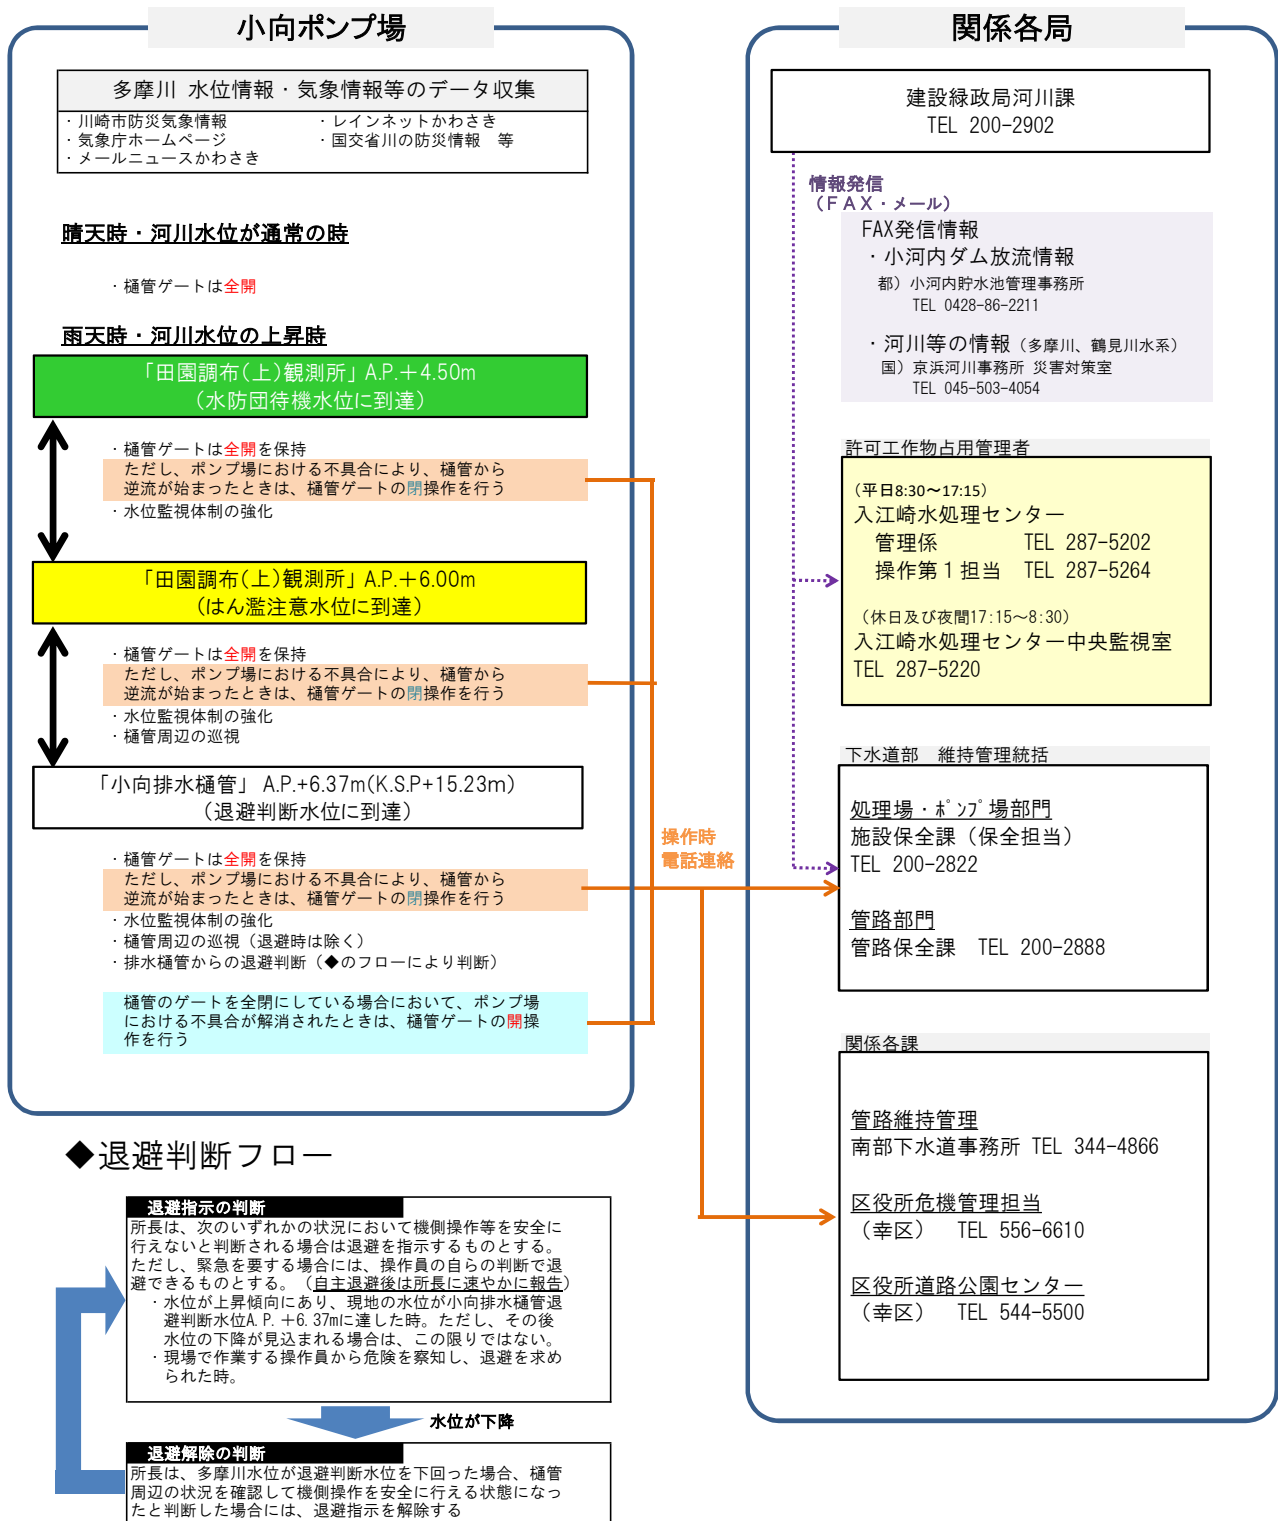 小向ポンプ場
多摩川 水位情報・気象情報等のデータ収集
・川崎市防災気象情報
・レインネットかわさき
・気象庁ホームページ
・国交省川の防災情報 等
・メールニュースかわさき
晴天時・河川水位が通常の時
・樋管ゲートは全開
雨天時・河川水位の上昇時
「田園調布(上)観測所」A.P.＋4.50m
（水防団待機水位に到達）
・樋管ゲートは全開を保持
ただし、ポンプ場における不具合により、樋管から
逆流が始まったときは、樋管ゲートの閉操作を行う
・水位監視体制の強化
「田園調布(上)観測所」A.P.＋6.00m
（はん濫注意水位に到達）
・樋管ゲートは全開を保持
ただし、ポンプ場における不具合により、樋管から
逆流が始まったときは、樋管ゲートの閉操作を行う
・水位監視体制の強化
・樋管周辺の巡視
「小向排水樋管」A.P.+6.37m(K.S.P+15.23m)
（退避判断水位に到達）
・樋管ゲートは全開を保持
ただし、ポンプ場における不具合により、樋管から
逆流が始まったときは、樋管ゲートの閉操作を行う
・水位監視体制の強化
・樋管周辺の巡視（退避時は除く）
・排水樋管からの退避判断（◆のフローにより判断）
樋管のゲートを全閉にしている場合において、ポンプ場
における不具合が解消されたときは、樋管ゲートの開操
作を行う
操作時
電話連絡
関係各局
建設緑政局河川課
TEL 200-2902
情報発信
（ＦＡＸ・メール）
FAX発信情報
・小河内ダム放流情報
都）小河内貯水池管理事務所
TEL 0428-86-2211
・河川等の情報（多摩川、鶴見川水系）
国）京浜河川事務所 災害対策室
TEL 045-503-4054
許可工作物占用管理者
（平日8:30～17:15）
入江崎水処理センター
管理係 TEL 287-5202
操作第１担当 TEL 287-5264
（休日及び夜間17:15～8:30）
入江崎水処理センター中央監視室
TEL 287-5220
下水道部 維持管理統括
処理場・ﾎﾟﾝﾌﾟ場部門
施設保全課（保全担当）
TEL 200-2822
管路部門
管路保全課 TEL 200-2888
関係各課
管路維持管理
南部下水道事務所 TEL 344-4866
区役所危機管理担当
（幸区） TEL 556-6610
区役所道路公園センター
（幸区） TEL 544-5500
◆退避判断フロー
退避指示の判断
所長は、次のいずれかの状況において機側操作等を安全に
行えないと判断される場合は退避を指示するものとする。
ただし、緊急を要する場合には、操作員の自らの判断で退
避できるものとする。（自主退避後は所長に速やかに報告）
・水位が上昇傾向にあり、現地の水位が小向排水樋管退
避判断水位A.P.＋6.37mに達した時。ただし、その後
水位の下降が見込まれる場合は、この限りではない。
・現場で作業する操作員から危険を察知し、退避を求め
られた時。
水位が下降
退避解除の判断
所長は、多摩川水位が退避判断水位を下回った場合、樋管
周辺の状況を確認して機側操作を安全に行える状態になっ
たと判断した場合には、退避指示を解除する